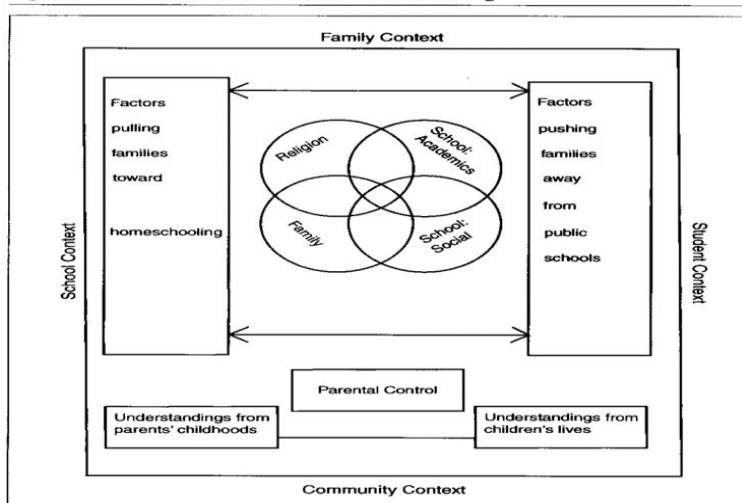 Family Context
Factors
pulling
families
toward
homeschooling
Religion
School:
Academics
Family
School:
Social
Factors
pushing
families
away
from
public
schools
School Context
Student Context
Parental Control
Understandings from
parents' childhoods
Understandings from
children's lives
Community Context